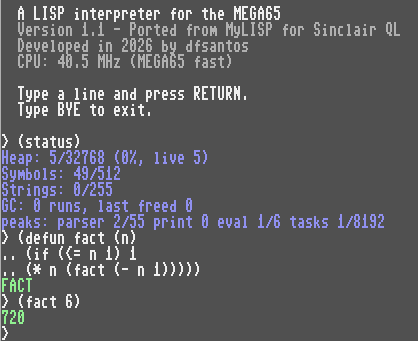 A LISP interpreter for the MEGA65
Version 1.1 - Ported from MyLISP for Sinclair QL
Developed in 2026 by dfsantos
CPU: 40.5 MHz (MEGA65 fast)
Type a line and press RETURN.
Type BYE to exit.
> (status)
Heap: 5/32768 (0%, live 5)
Symbols: 49/512
Strings: 0/255
GC: 0 runs, last freed 0
peaks: parser 2/55 print 0 eval 1/6 tasks 1/8192
> (defun fact (n)
.. (if (<= n 1) 1
.. (* n (fact (- n 1)))))
FACT
> (fact 6)
720
>